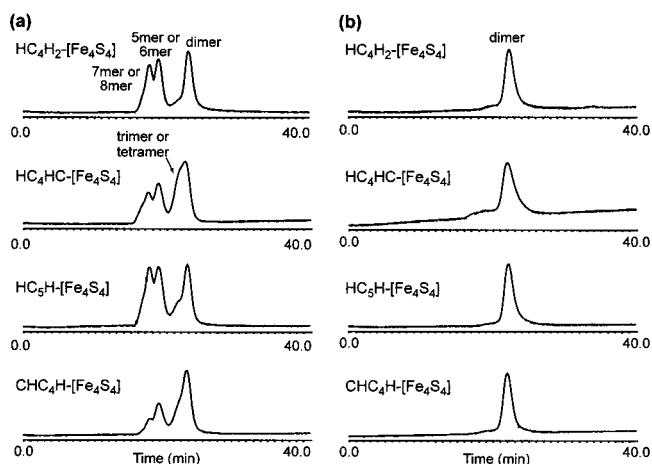 (a)
HC₄H₂-[Fe₄S₄]
7mer or
8mer
5mer or
6mer
dimer
0.0 40.0
HC₄HC-[Fe₄S₄]
trimer or
tetramer
0.0 40.0
HC₅H-[Fe₄S₄]
0.0 40.0
CHC₄H-[Fe₄S₄]
0.0 Time (min) 40.0
(b)
HC₄H₂-[Fe₄S₄]
dimer
0.0 40.0
HC₄HC-[Fe₄S₄]
0.0 40.0
HC₅H-[Fe₄S₄]
0.0 40.0
CHC₄H-[Fe₄S₄]
0.0 Time (min) 40.0